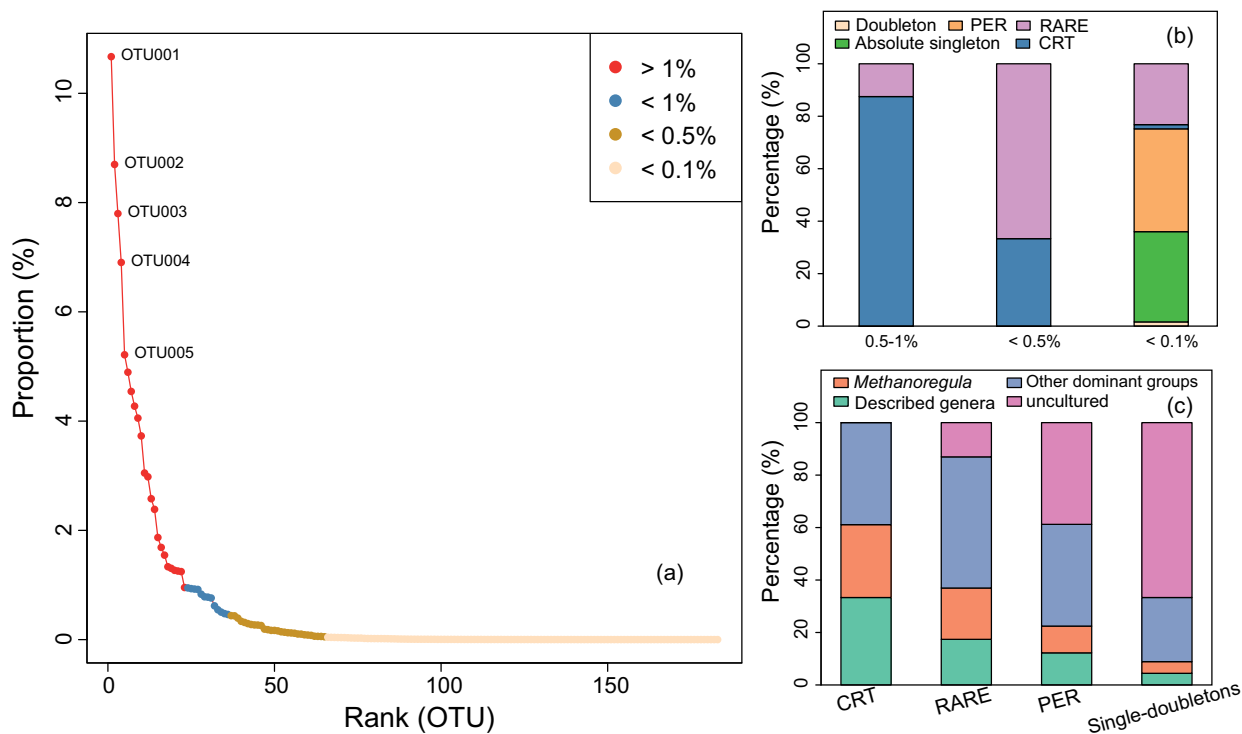 OTU001
OTU002
OTU003
OTU004
OTU005
> 1%
< 1%
< 0.5%
< 0.1%
(a)
0 2 4 6 8 10
Proportion (%)
0 50 100 150
Rank (OTU)
Doubleton PER RARE
Absolute singleton CRT
(b)
0 20 40 60 80 100
Percentage (%)
0.5-1% < 0.5% < 0.1%
Methanoregula Other dominant groups
Described genera uncultured
(c)
0 20 40 60 80 100
Percentage (%)
CRT RARE PER Single-doubletons